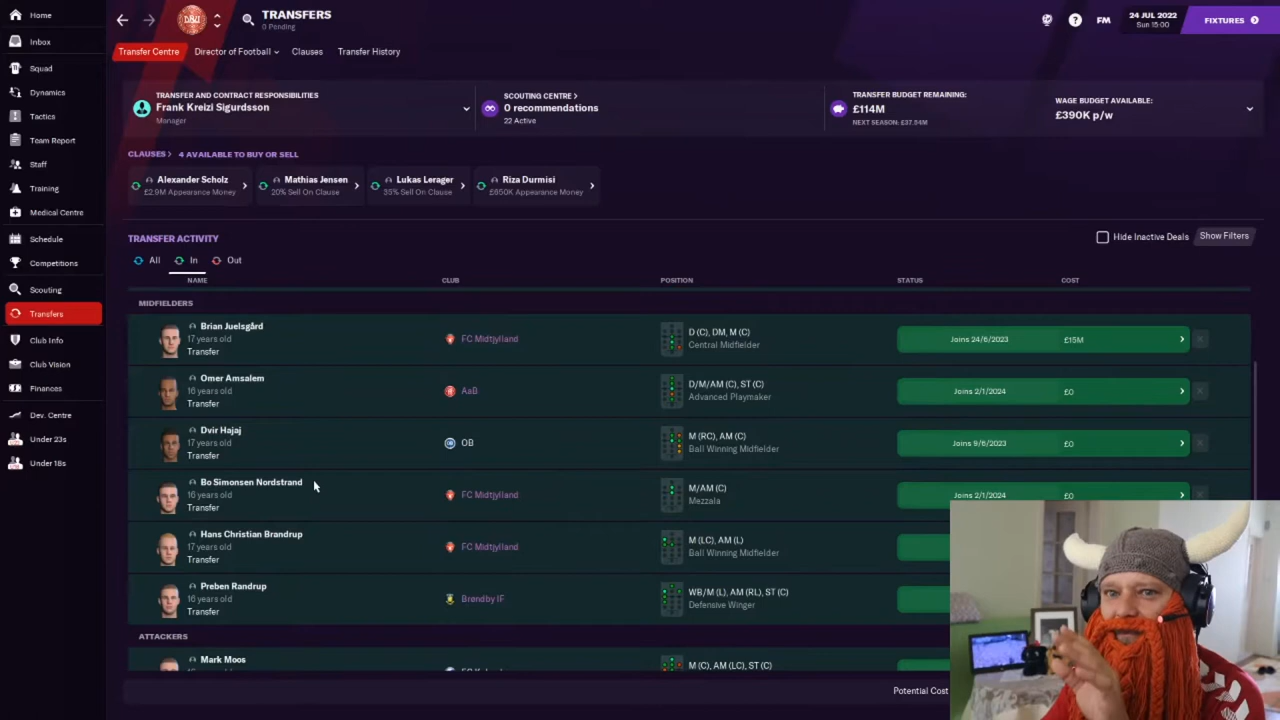 Home
Inbox
Squad
Dynamics
Tactics
Team Report
Staff
Training
Medical Centre
Schedule
Competitions
Scouting
Transfers
Club Info
Club Vision
Finances
Dev. Centre
Under 23s
Under 18s
DBU
TRANSFERS
0 Pending
FM
24 JUL 2022
Sun 15:00
FIXTURES
Transfer Centre
Director of Football
Clauses
Transfer History
TRANSFER AND CONTRACT RESPONSIBILITIES
Frank Kreizi Sigurdsson
Manager
SCOUTING CENTRE >
0 recommendations
22 Active
TRANSFER BUDGET REMAINING:
£114M
NEXT SEASON: £37.54M
WAGE BUDGET AVAILABLE:
£390K p/w
CLAUSES > 4 AVAILABLE TO BUY OR SELL
Alexander Scholz
£2.9M Appearance Money
Mathias Jensen
20% Sell On Clause
Lukas Lerager
35% Sell On Clause
Riza Durmisi
£650K Appearance Money
TRANSFER ACTIVITY
Hide Inactive Deals
Show Filters
All In Out
NAME CLUB POSITION STATUS COST
MIDFIELDERS
Brian Juelsgård
17 years old
Transfer
FC Midtjylland
D (C), DM, M (C)
Central Midfielder
Joins 24/6/2023 £15M
Omer Amsalem
16 years old
Transfer
AaB
D/M/AM (C), ST (C)
Advanced Playmaker
Joins 2/1/2024 £0
Dvir Hajaj
17 years old
Transfer
OB
M (RC), AM (C)
Ball Winning Midfielder
Joins 9/6/2023 £0
Bo Simonsen Nordstrand
16 years old
Transfer
FC Midtjylland
M/AM (C)
Mezzala
Joins 2/1/2024 £0
Hans Christian Brandrup
17 years old
Transfer
FC Midtjylland
M (LC), AM (L)
Ball Winning Midfielder
Preben Randrup
16 years old
Transfer
Brøndby IF
WB/M (L), AM (RL), ST (C)
Defensive Winger
ATTACKERS
Mark Moos
M (C), AM (LC), ST (C)
Potential Cost